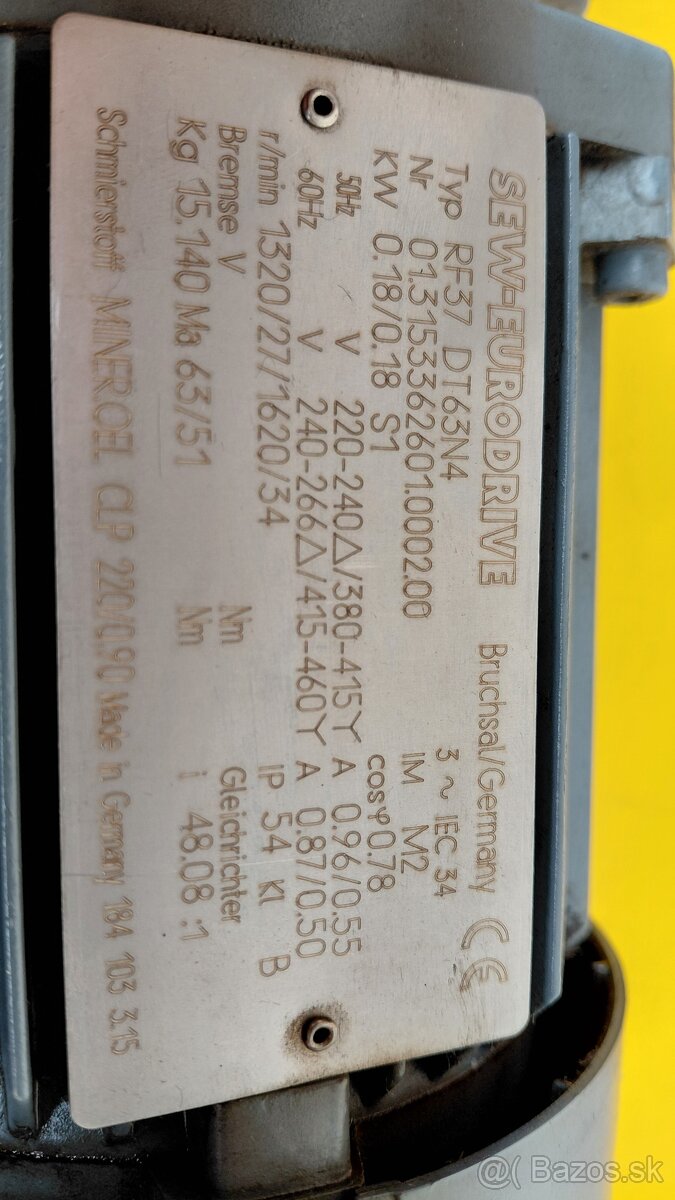 SEW-EURODRIVE Bruchsal/Germany CE
Typ RF37 DT63N4 3 ~ IEC 34
Nr 01.3153362601.0002.00 IM M2
KW 0.18/0.18 S1 cosφ 0.78
50Hz V 220-240△/380-415Y A 0.96/0.55
60Hz V 240-266△/415-460Y A 0.87/0.50
r/min 1320/27/1620/34 IP 54 Kl B
Bremse V Nm Gleichrichter
Kg 15.140 Ma 63/51 Nm i 48.08 :1
Schmierstoff MINER.OEL CLP 220/0.90 Made in Germany 184 103 3.15
@( Bazos.sk